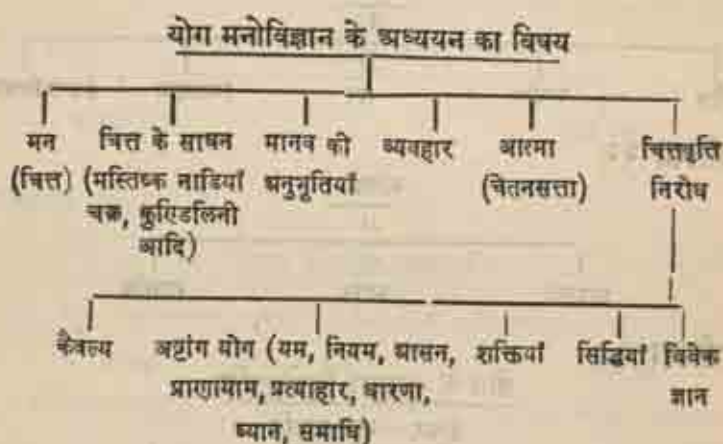 योग मनोविज्ञान के अध्ययन का विषय
मन चित्त के साधन मानव की व्यवहार आत्मा चित्तवृत्ति
(चित्त) (मस्तिष्क नाडियाँ अनुभूतियाँ (चेतनसत्ता) निरोध
चक्र, कुण्डलिनी
आदि)
कैवल्य अष्टांग योग (यम, नियम, आसन, शक्तियाँ सिद्धियाँ विवेक
प्राणायाम, प्रत्याहार, धारणा, ज्ञान
ध्यान, समाधि)